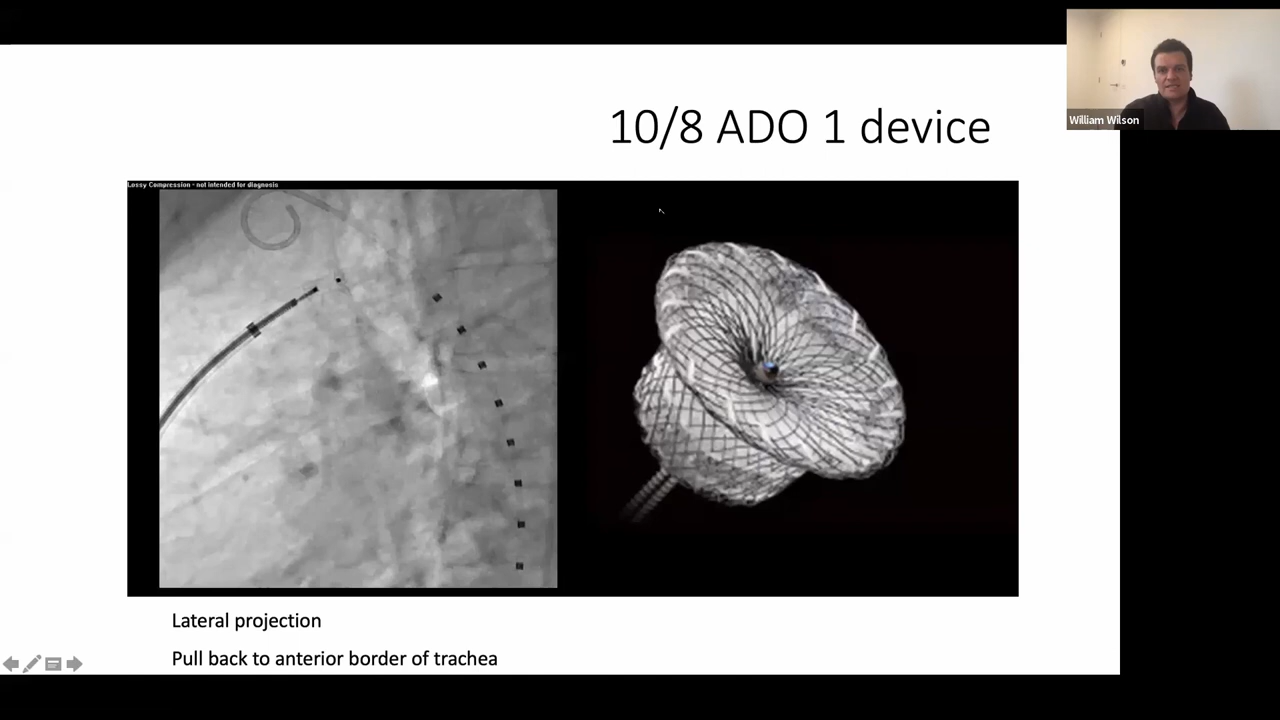 William Wilson
10/8 ADO 1 device
Lossy Compression - not intended for diagnosis
Lateral projection
Pull back to anterior border of trachea